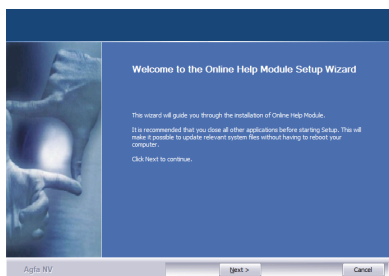 Welcome to the Online Help Module Setup Wizard
This wizard will guide you through the installation of Online Help Module.
It is recommended that you close all other applications before starting Setup. This will
make it possible to update relevant system files without having to reboot your
computer.
Click Next to continue.
Agfa NV
Next >
Cancel